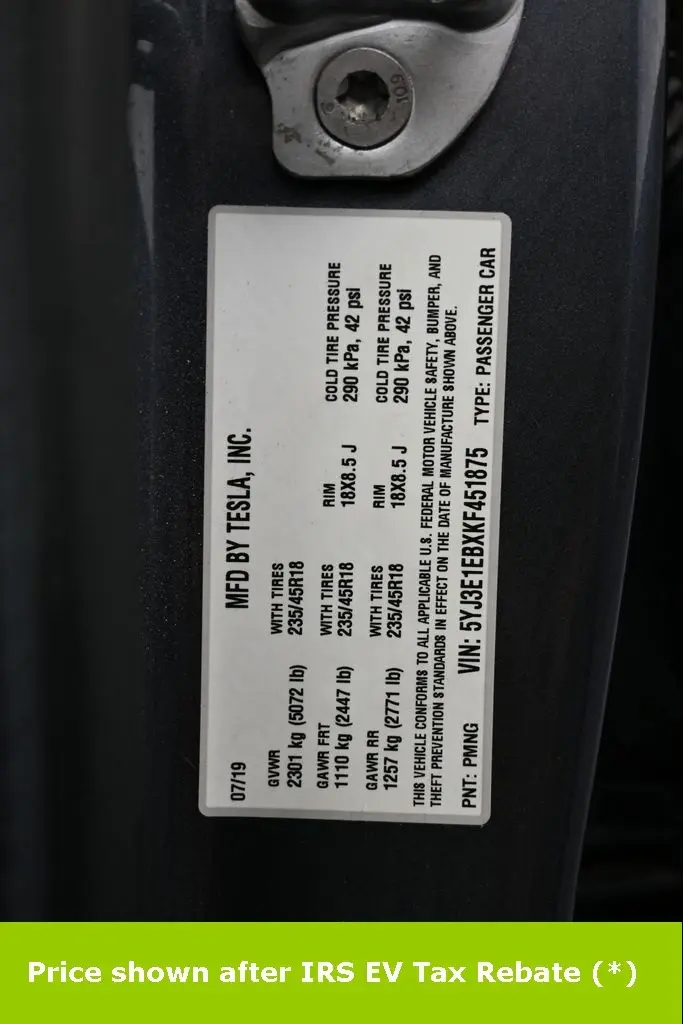 109
07/19
MFD BY TESLA, INC.
GVWR
2301 kg (5072 lb)
WITH TIRES
235/45R18
GAWR FRT
1110 kg (2447 lb)
WITH TIRES
235/45R18
RIM
18X8.5 J
COLD TIRE PRESSURE
290 kPa, 42 psi
GAWR RR
1257 kg (2771 lb)
WITH TIRES
235/45R18
RIM
18X8.5 J
COLD TIRE PRESSURE
290 kPa, 42 psi
THIS VEHICLE CONFORMS TO ALL APPLICABLE U.S. FEDERAL MOTOR VEHICLE SAFETY, BUMPER, AND
THEFT PREVENTION STANDARDS IN EFFECT ON THE DATE OF MANUFACTURE SHOWN ABOVE.
PNT: PMNG VIN: 5YJ3E1EBXKF451875 TYPE: PASSENGER CAR
Price shown after IRS EV Tax Rebate (*)